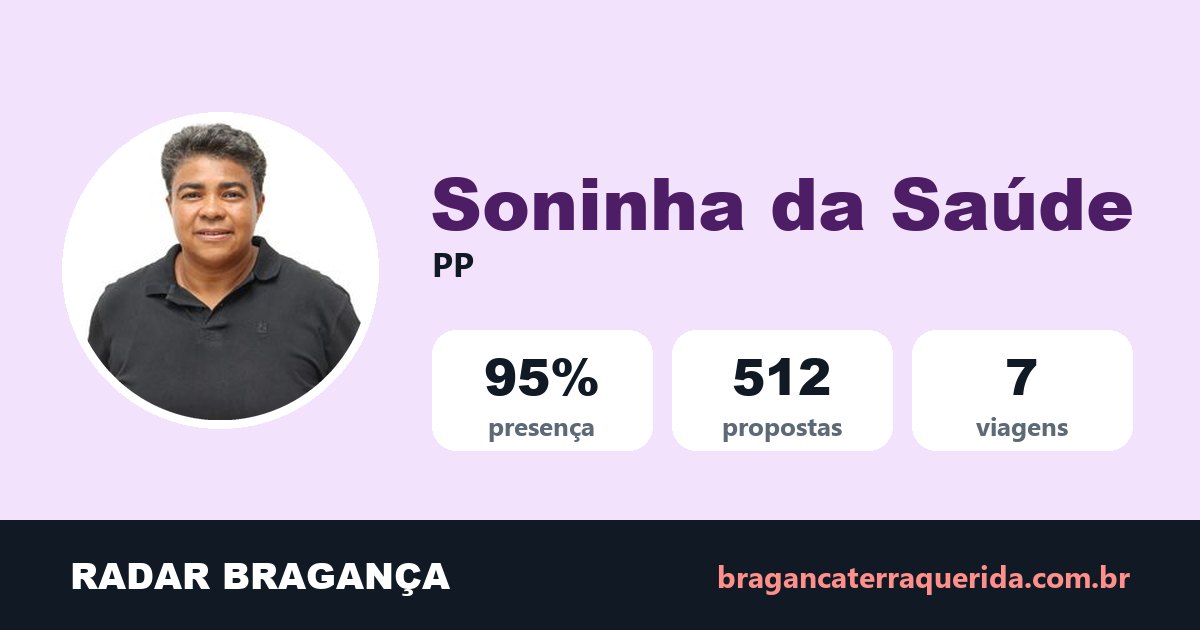 Soninha da Saúde
PP
95%
presença
512
propostas
7
viagens
RADAR BRAGANÇA
bragancaterraquerida.com.br